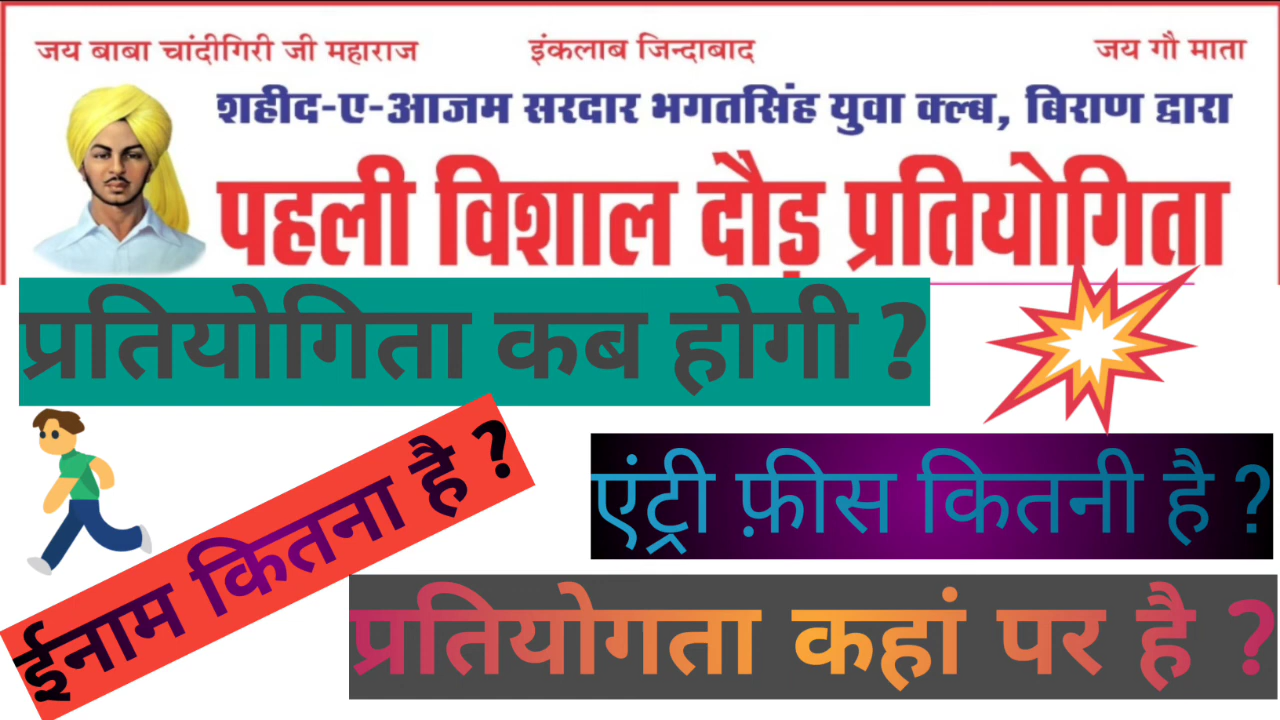 जय बाबा चांदीगिरी जी महाराज इंकलाब जिन्दाबाद जय गौ माता
शहीद-ए-आजम सरदार भगतसिंह युवा क्ल्ब, बिराण द्वारा
पहली विशाल दौड़ प्रतियोगिता
प्रतियोगिता कब होगी ?
ईनाम कितना है ?
एंट्री फ़ीस कितनी है ?
प्रतियोगता कहां पर है ?